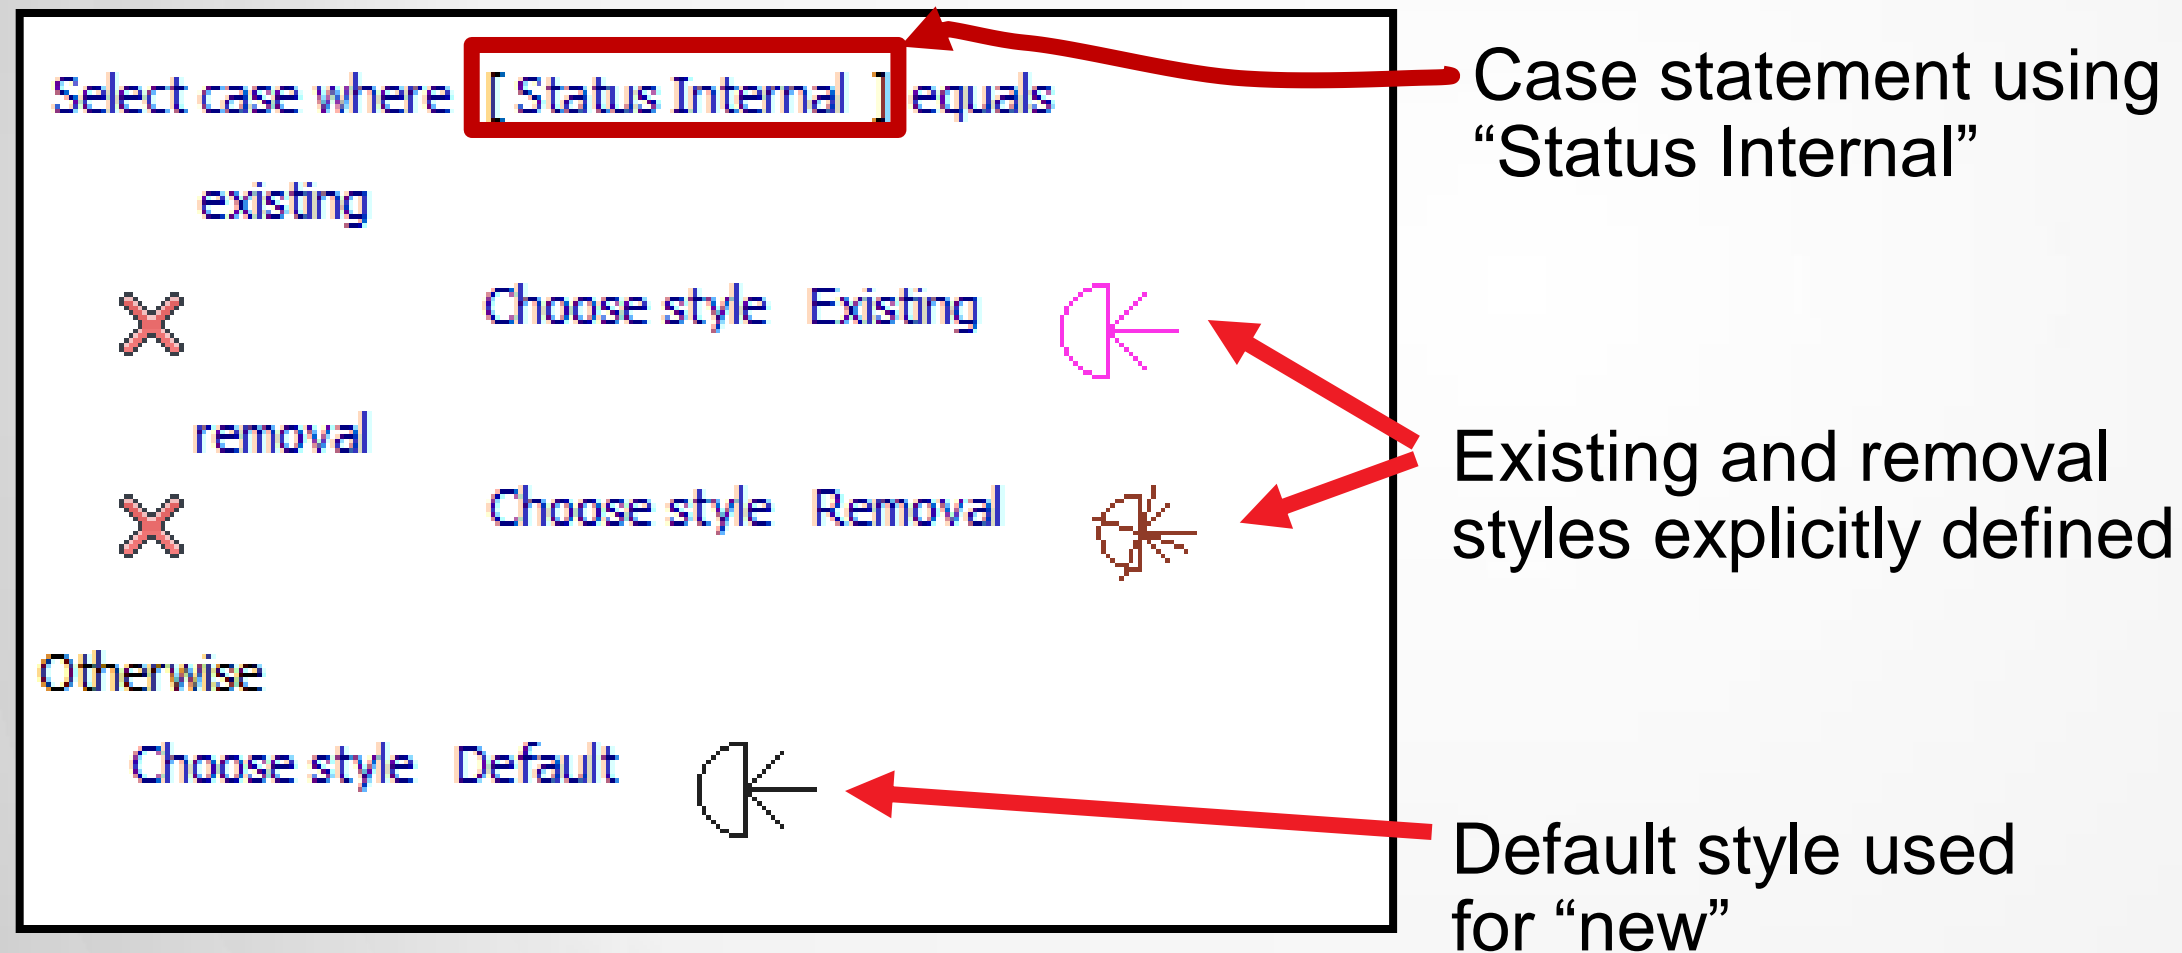 Select case where [ Status Internal ] equals
existing
Choose style Existing
removal
Choose style Removal
Otherwise
Choose style Default
Case statement using
“Status Internal”
Existing and removal
styles explicitly defined
Default style used
for “new”